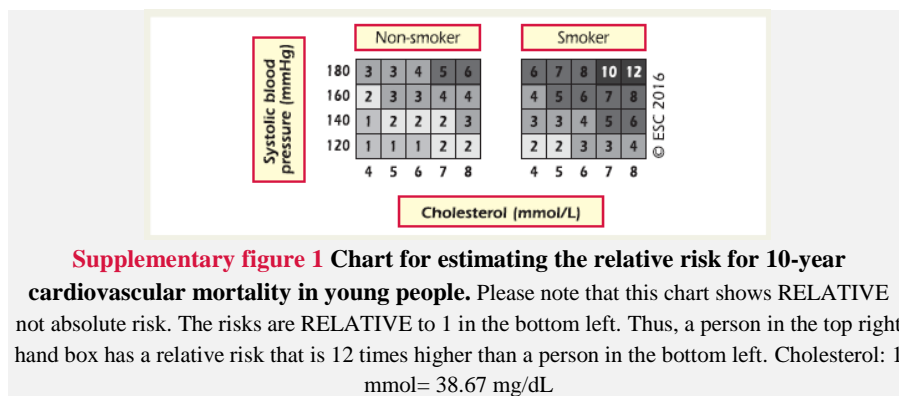 Non-smoker Smoker
Systolic blood
pressure (mmHg)
180 3 3 4 5 6 6 7 8 10 12
160 2 3 3 4 4 4 5 6 7 8
140 1 2 2 2 3 3 3 4 5 6
120 1 1 1 2 2 2 2 3 3 4
4 5 6 7 8 4 5 6 7 8
© ESC 2016
Cholesterol (mmol/L)
Supplementary figure 1 Chart for estimating the relative risk for 10-year
cardiovascular mortality in young people. Please note that this chart shows RELATIVE
not absolute risk. The risks are RELATIVE to 1 in the bottom left. Thus, a person in the top right
hand box has a relative risk that is 12 times higher than a person in the bottom left. Cholesterol: 1
mmol= 38.67 mg/dL